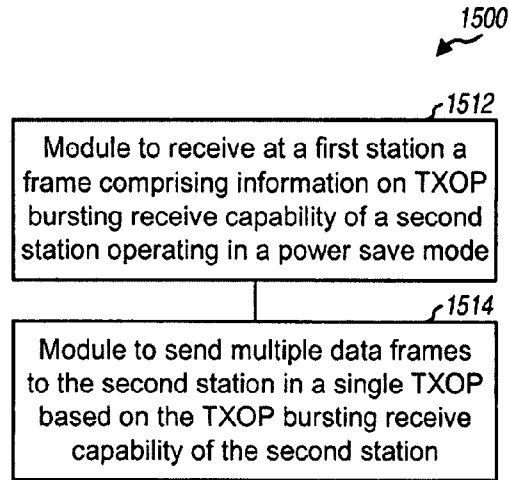 1500
1512
Module to receive at a first station a
frame comprising information on TXOP
bursting receive capability of a second
station operating in a power save mode
1514
Module to send multiple data frames
to the second station in a single TXOP
based on the TXOP bursting receive
capability of the second station